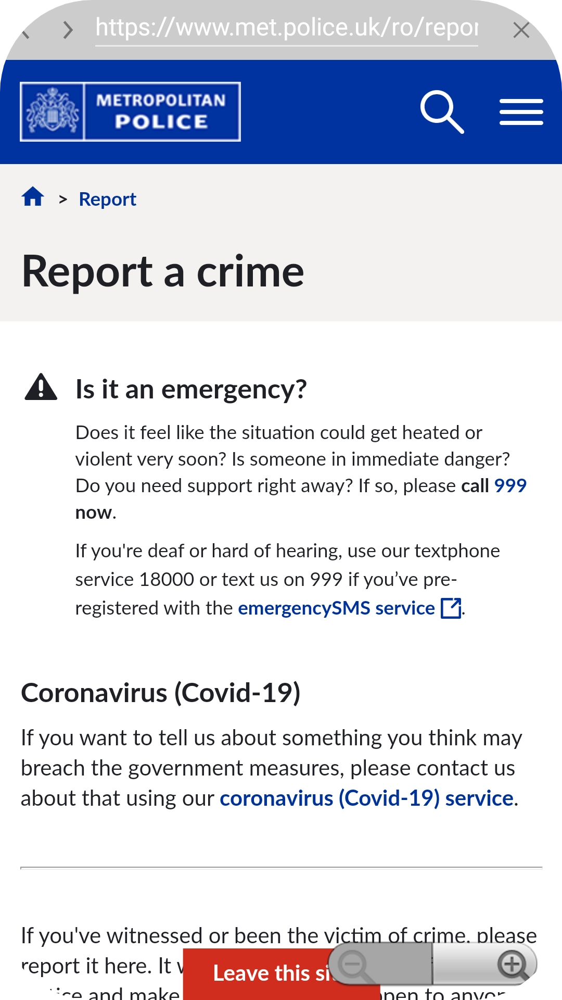 https://www.met.police.uk/ro/repor
METROPOLITAN
POLICE
> Report
Report a crime
Is it an emergency?
Does it feel like the situation could get heated or
violent very soon? Is someone in immediate danger?
Do you need support right away? If so, please call 999
now.
If you're deaf or hard of hearing, use our textphone
service 18000 or text us on 999 if you’ve pre-
registered with the emergencySMS service.
Coronavirus (Covid-19)
If you want to tell us about something you think may
breach the government measures, please contact us
about that using our coronavirus (Covid-19) service.
If you've witnessed or been the victim of crime, please
report it here. It
Leave this
and make to